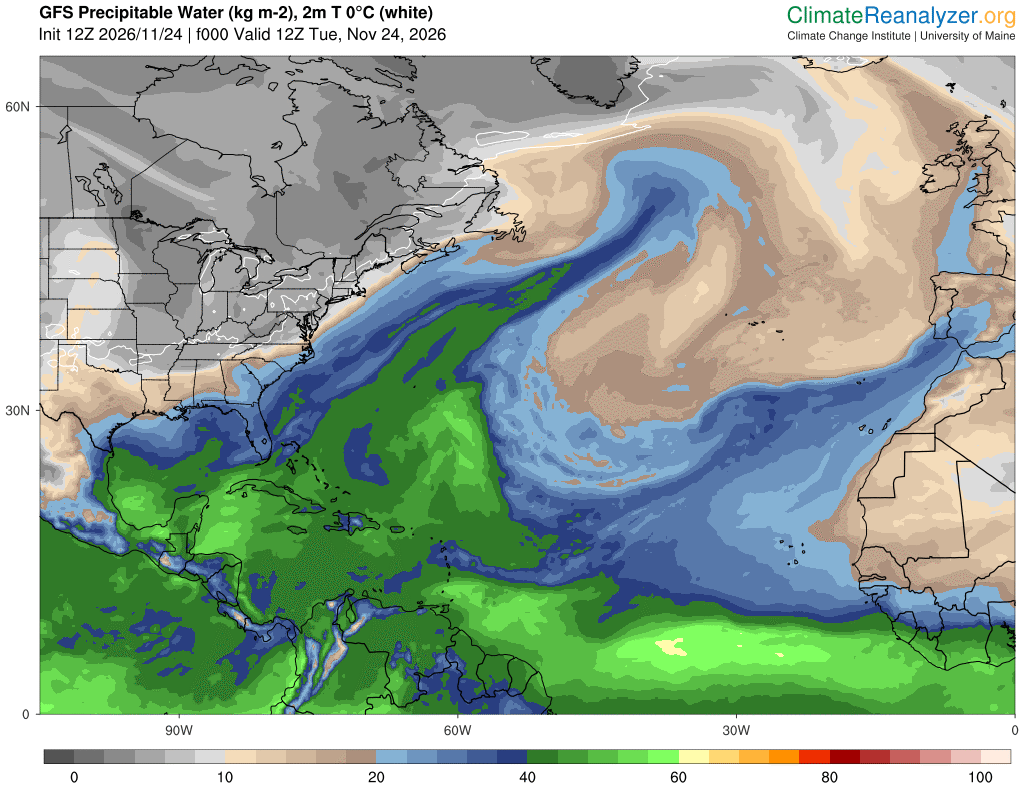 GFS Precipitable Water (kg m-2), 2m T 0°C (white)
Init 12Z 2026/11/24 | f000 Valid 12Z Tue, Nov 24, 2026
ClimateReanalyzer.org
Climate Change Institute | University of Maine
60N
30N
0
90W 60W 30W 0
0 10 20 40 60 80 100